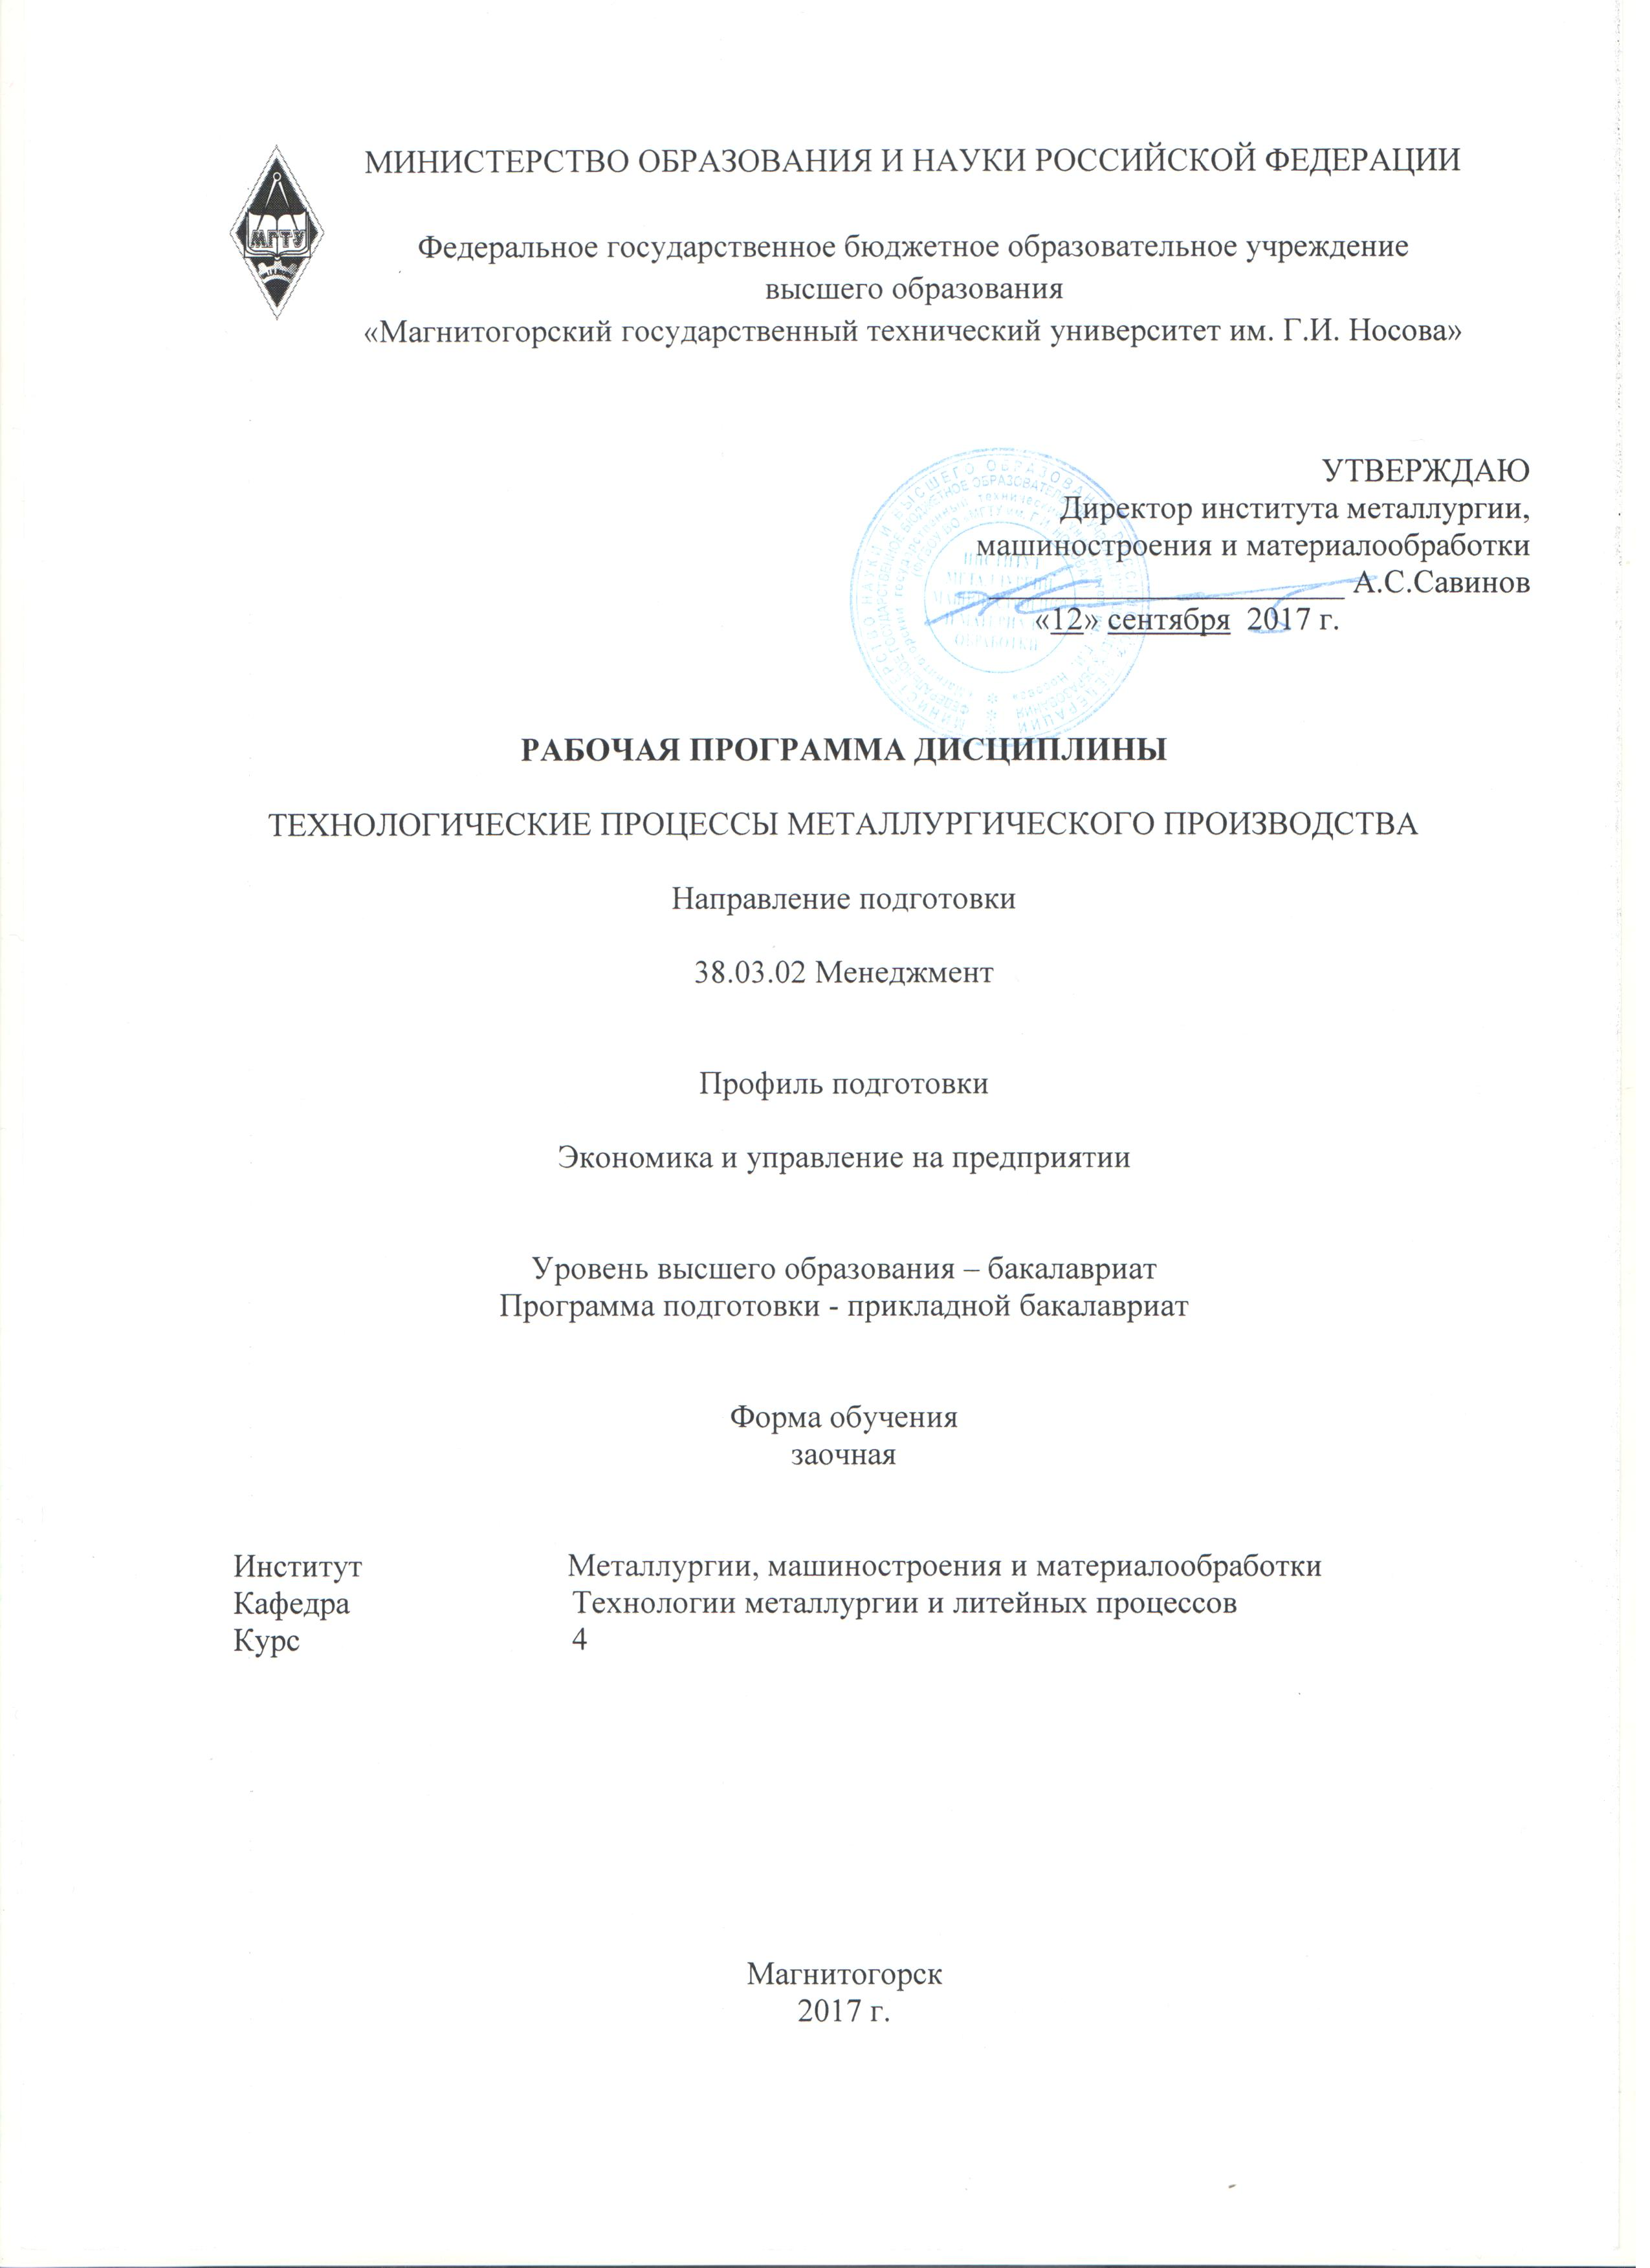 МИНИСТЕРСТВО ОБРАЗОВАНИЯ И НАУКИ РОССИЙСКОЙ ФЕДЕРАЦИИ
МГТУ
Федеральное государственное бюджетное образовательное учреждение
высшего образования
«Магнитогорский государственный технический университет им. Г.И. Носова»
УТВЕРЖДАЮ
Директор института металлургии,
машиностроения и материалообработки
А.С.Савинов
«12» сентября 2017 г.
РАБОЧАЯ ПРОГРАММА ДИСЦИПЛИНЫ
ТЕХНОЛОГИЧЕСКИЕ ПРОЦЕССЫ МЕТАЛЛУРГИЧЕСКОГО ПРОИЗВОДСТВА
Направление подготовки
38.03.02 Менеджмент
Профиль подготовки
Экономика и управление на предприятии
Уровень высшего образования – бакалавриат
Программа подготовки - прикладной бакалавриат
Форма обучения
заочная
Институт Металлургии, машиностроения и материалообработки
Кафедра Технологии металлургии и литейных процессов
Курс 4
Магнитогорск
2017 г.